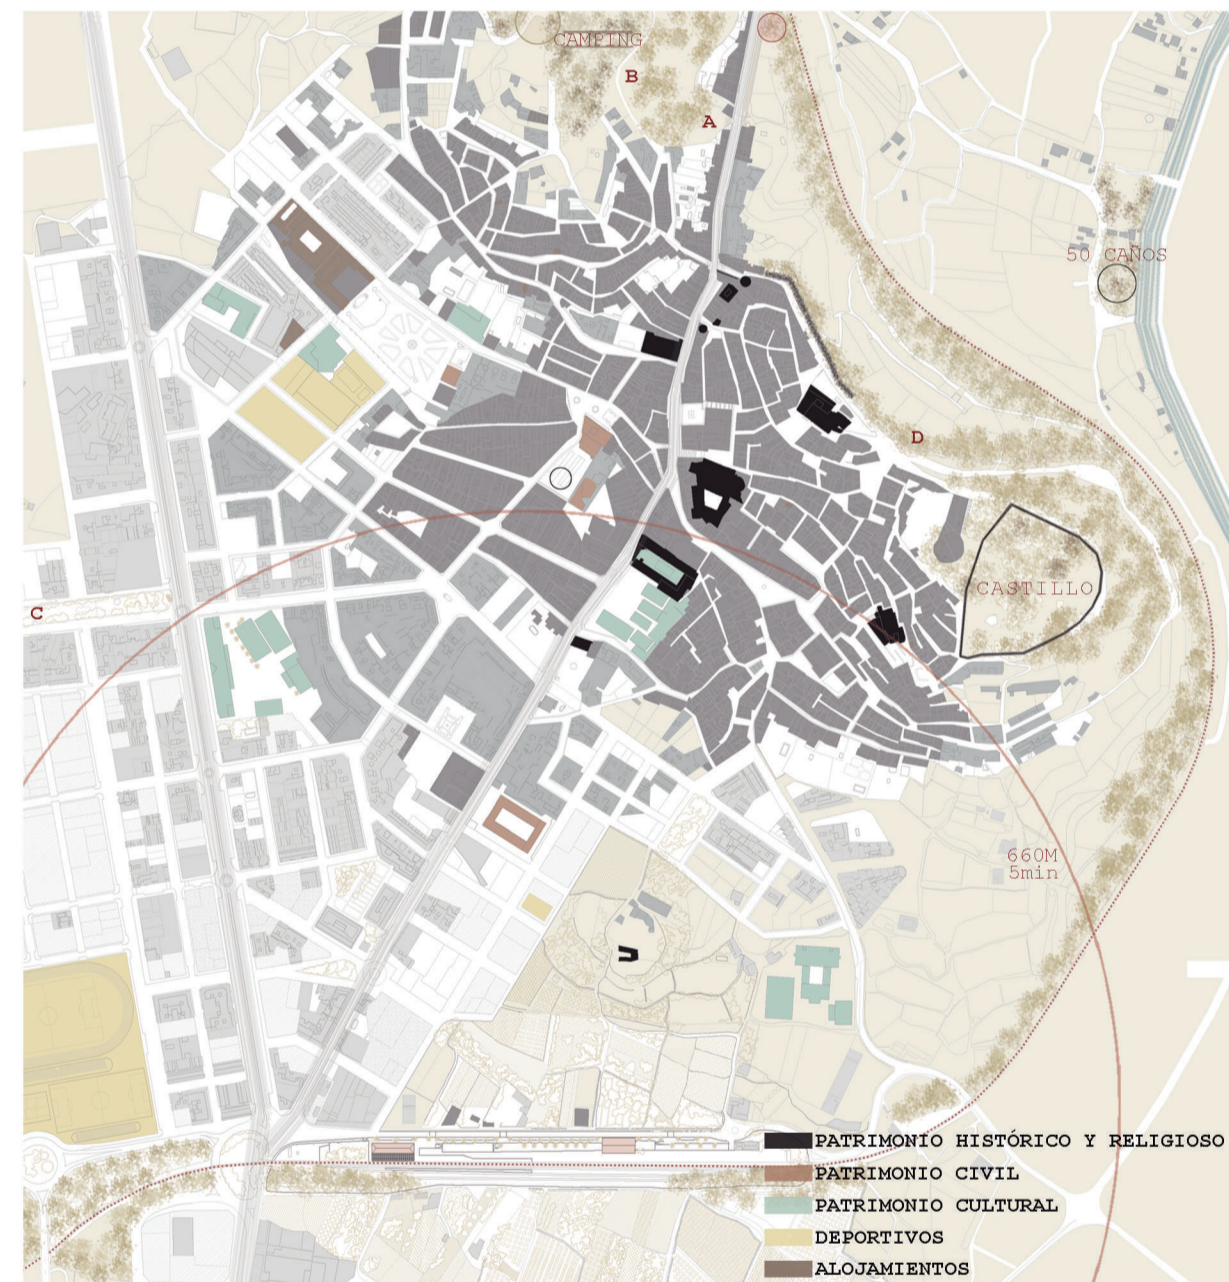 CAMPING
B
A
50 CAÑOS
D
CASTILLO
C
660M
5min
PATRIMONIO HISTÓRICO Y RELIGIOSO
PATRIMONIO CIVIL
PATRIMONIO CULTURAL
DEPORTIVOS
ALOJAMIENTOS